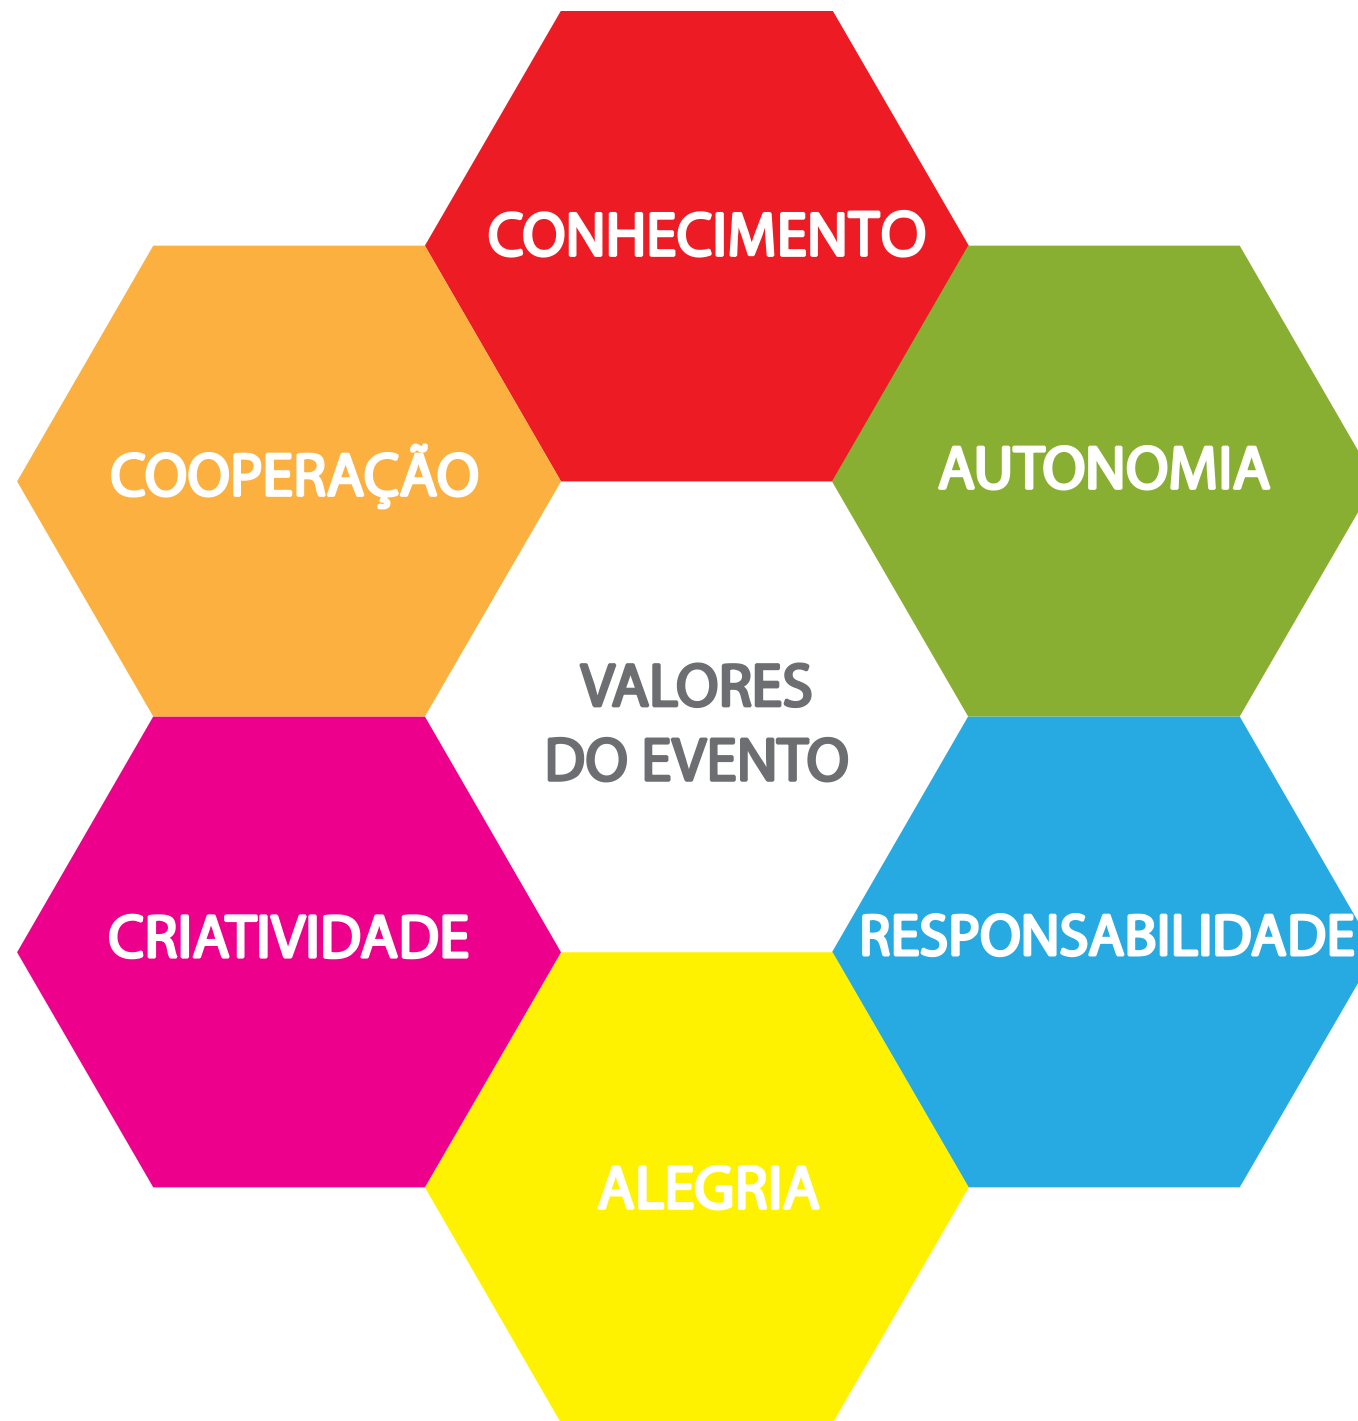 CONHECIMENTO
COOPERAÇÃO
AUTONOMIA
VALORES
DO EVENTO
CRIATIVIDADE
RESPONSABILIDADE
ALEGRIA